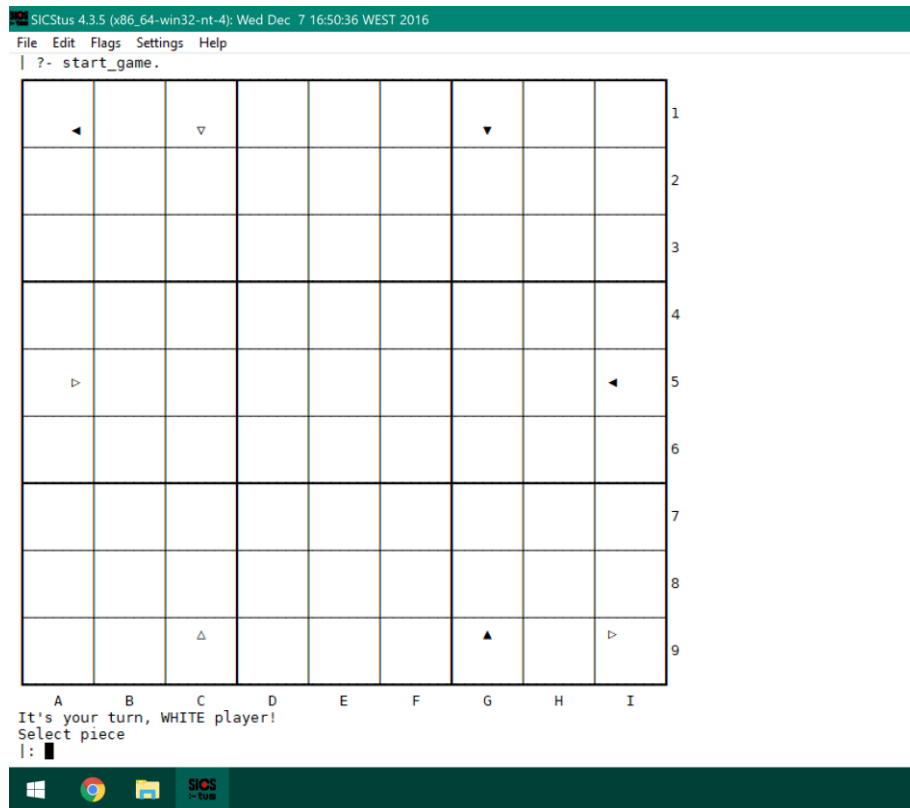 SICStus 4.3.5 (x86_64-win32-nt-4): Wed Dec 7 16:50:36 WEST 2016
File Edit Flags Settings Help
| ?- start_game.
◄ ▽ ▼
1
2
3
4
▷ ◄ 5
6
7
8
△ ▲ ▷
9
A B C D E F G H I
It's your turn, WHITE player!
Select piece
|:
SICS
:- tus